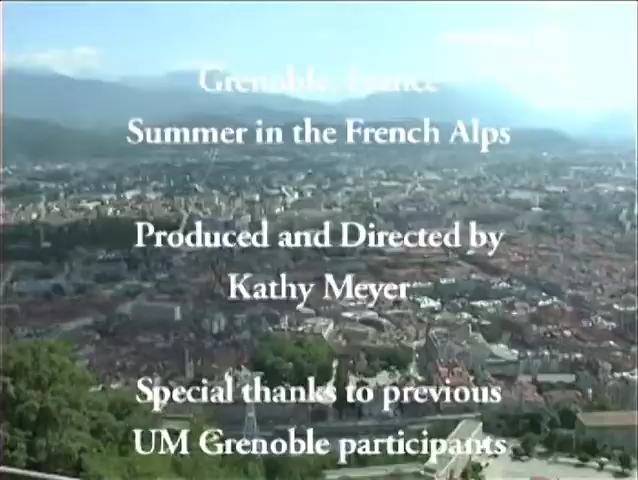 Grenoble, France
Summer in the French Alps
Produced and Directed by
Kathy Meyer
Special thanks to previous
UM Grenoble participants